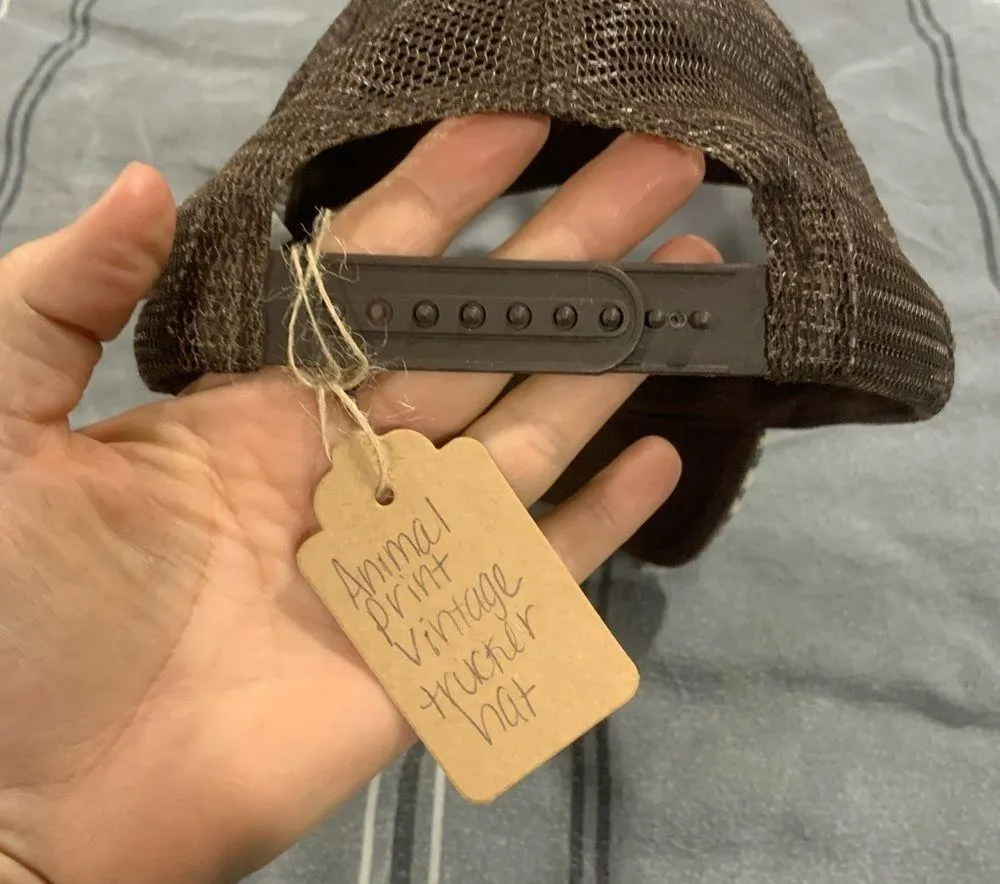 Animal
print
Vintage
trucker
hat